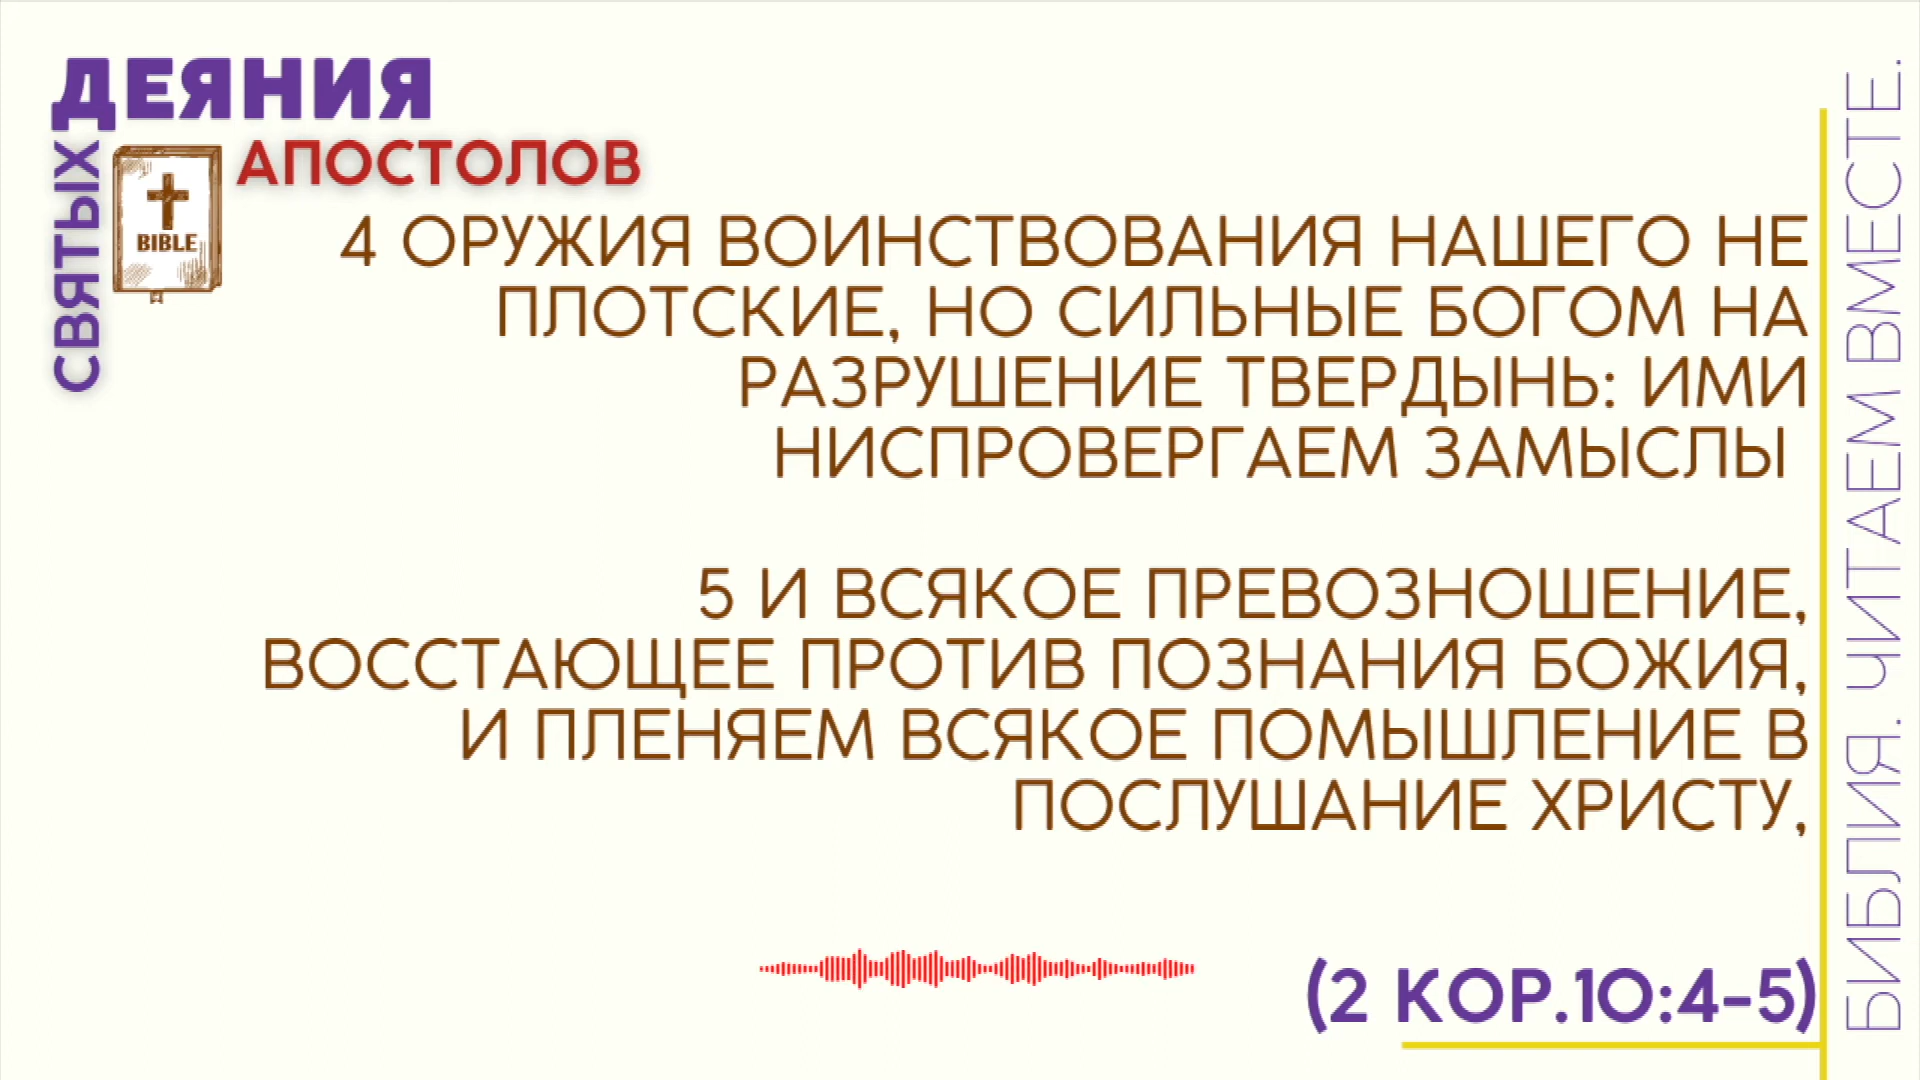 ДЕЯНИЯ
СВЯТЫХ
АПОСТОЛОВ
BIBLE
4 ОРУЖИЯ ВОИНСТВОВАНИЯ НАШЕГО НЕ
ПЛОТСКИЕ, НО СИЛЬНЫЕ БОГОМ НА
РАЗРУШЕНИЕ ТВЕРДЫНЬ: ИМИ
НИСПРОВЕРГАЕМ ЗАМЫСЛЫ
5 И ВСЯКОЕ ПРЕВОЗНОШЕНИЕ,
ВОССТАЮЩЕЕ ПРОТИВ ПОЗНАНИЯ БОЖИЯ,
И ПЛЕНЯЕМ ВСЯКОЕ ПОМЫШЛЕНИЕ В
ПОСЛУШАНИЕ ХРИСТУ,
(2 КОР.10:4-5)
БИБЛИЯ. ЧИТАЕМ ВМЕСТЕ.